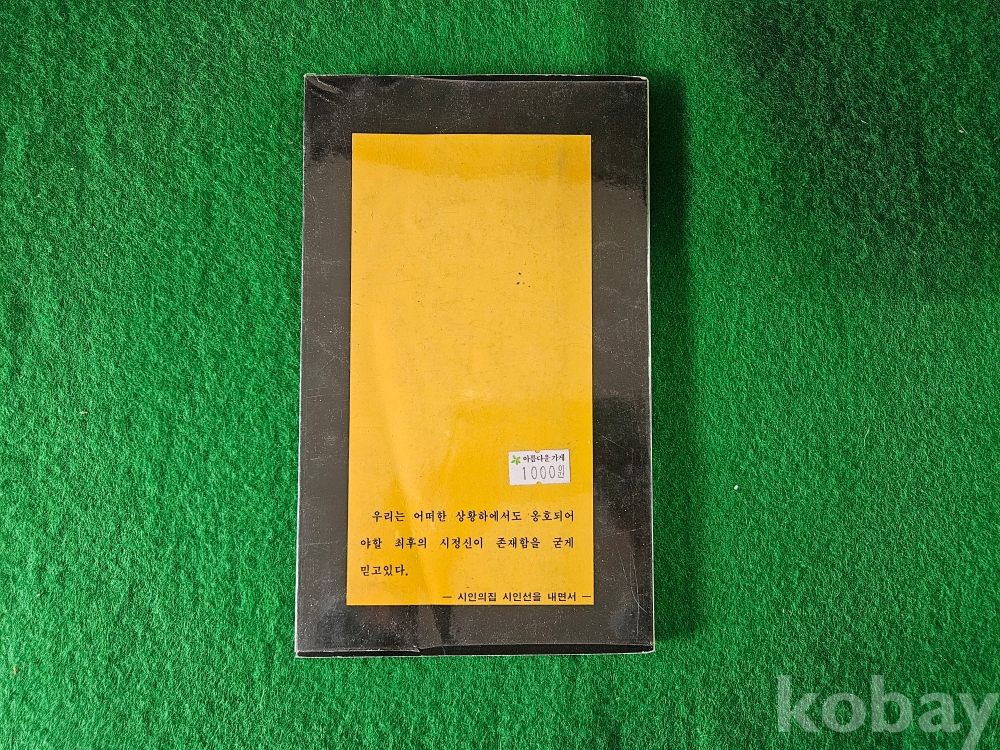 아름다운가게
1000원
우리는 어떠한 상황하에서도 옹호되어
야할 최후의 시정신이 존재합을 굳게
믿고있다.
— 시인의집 시인선을 내면서 —
kobay